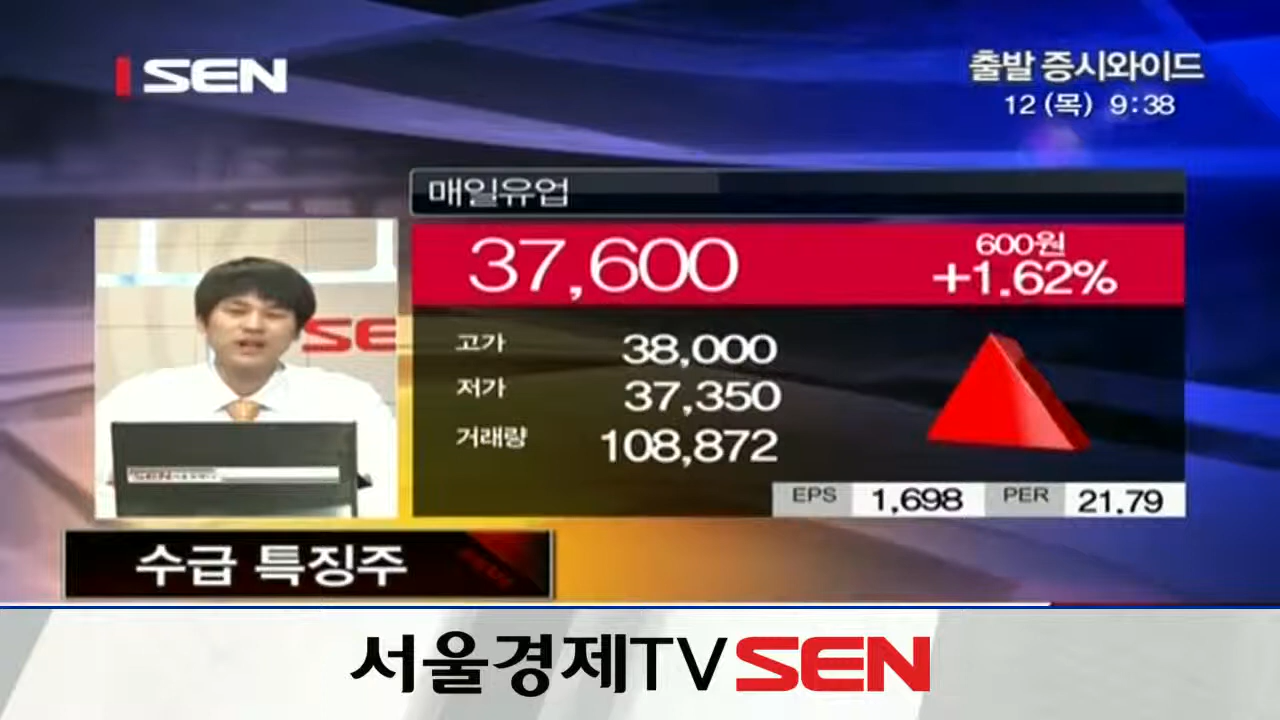 SEN
출발 증시와이드
12 (목) 9:38
매일유업
37,600
600원
+1.62%
고가 38,000
저가 37,350
거래량 108,872
EPS 1,698 PER 21.79
SE
수급 특징주
서울경제TV SEN